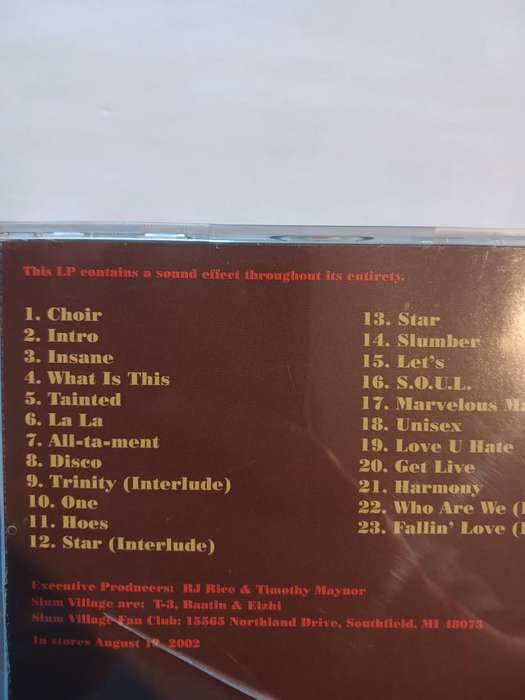 This LP contains a sound effect throughout its entirety.
1. Choir
2. Intro
3. Insane
4. What Is This
5. Tainted
6. La La
7. All-ta-ment
8. Disco
9. Trinity (Interlude)
10. One
11. Hoes
12. Star (Interlude)
13. Star
14. Slumber
15. Let's
16. S.O.U.L.
17. Marvelous
18. Unisex
19. Love U Hate
20. Get Live
21. Harmony
22. Who Are We
23. Fallin' Love
Executive Producers: RJ Rice & Timothy Maynor
Slum Village are: T-3, Baatin & Elzhi
Slum Village Fan Club: 15565 Northland Drive, Southfield, MI 48075
In stores August 2002